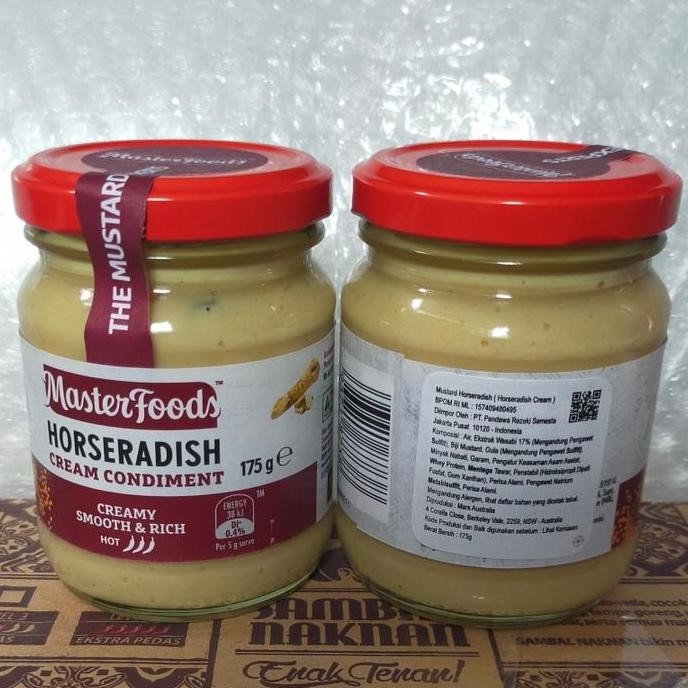 MasterFoods
THE MUSTARD
MasterFoods™
HORSERADISH
CREAM CONDIMENT
175 g e
CREAMY
SMOOTH & RICH
HOT
ENERGY
38 kJ
DI*
0.4%
Per 5 g serve
TM
Mustard Horseradish ( Horseradish Cream )
BPOM RI ML : 157409480495
Diimpor Oleh : PT. Pandawa Rezeki Semesta
Jakarta Pusat 10120 - Indonesia
Komposisi : Air, Ekstrak Wasabi 17% (Mengandung Pengawet
Sulfit), Biji Mustard, Gula (Mengandung Pengawet Sulfit),
Minyak Nabati, Garam, Pengatur Keasaman Asam Asetat,
Whey Protein, Mentega Tawar, Penstabil (Hidroksipropil Dipati
Fosfat, Gom Xanthan), Perisa Alami, Pengawet Natrium
Metabisulfit, Perisa Alami.
Mengandung Alergen, lihat daftar bahan yang dicetak tebal.
Diproduksi : Mars Australia
4 Corella Close, Berkeley Vale, 2259, NSW - Australia
Kode Produksi dan Baik digunakan sebelum : Lihat Kemasan
Berat Bersih : 175g
EKSTRA PEDAS
SAMBAL
NAKNAN
Enak Tenan!
SAMBAL NAKNAN bikin m